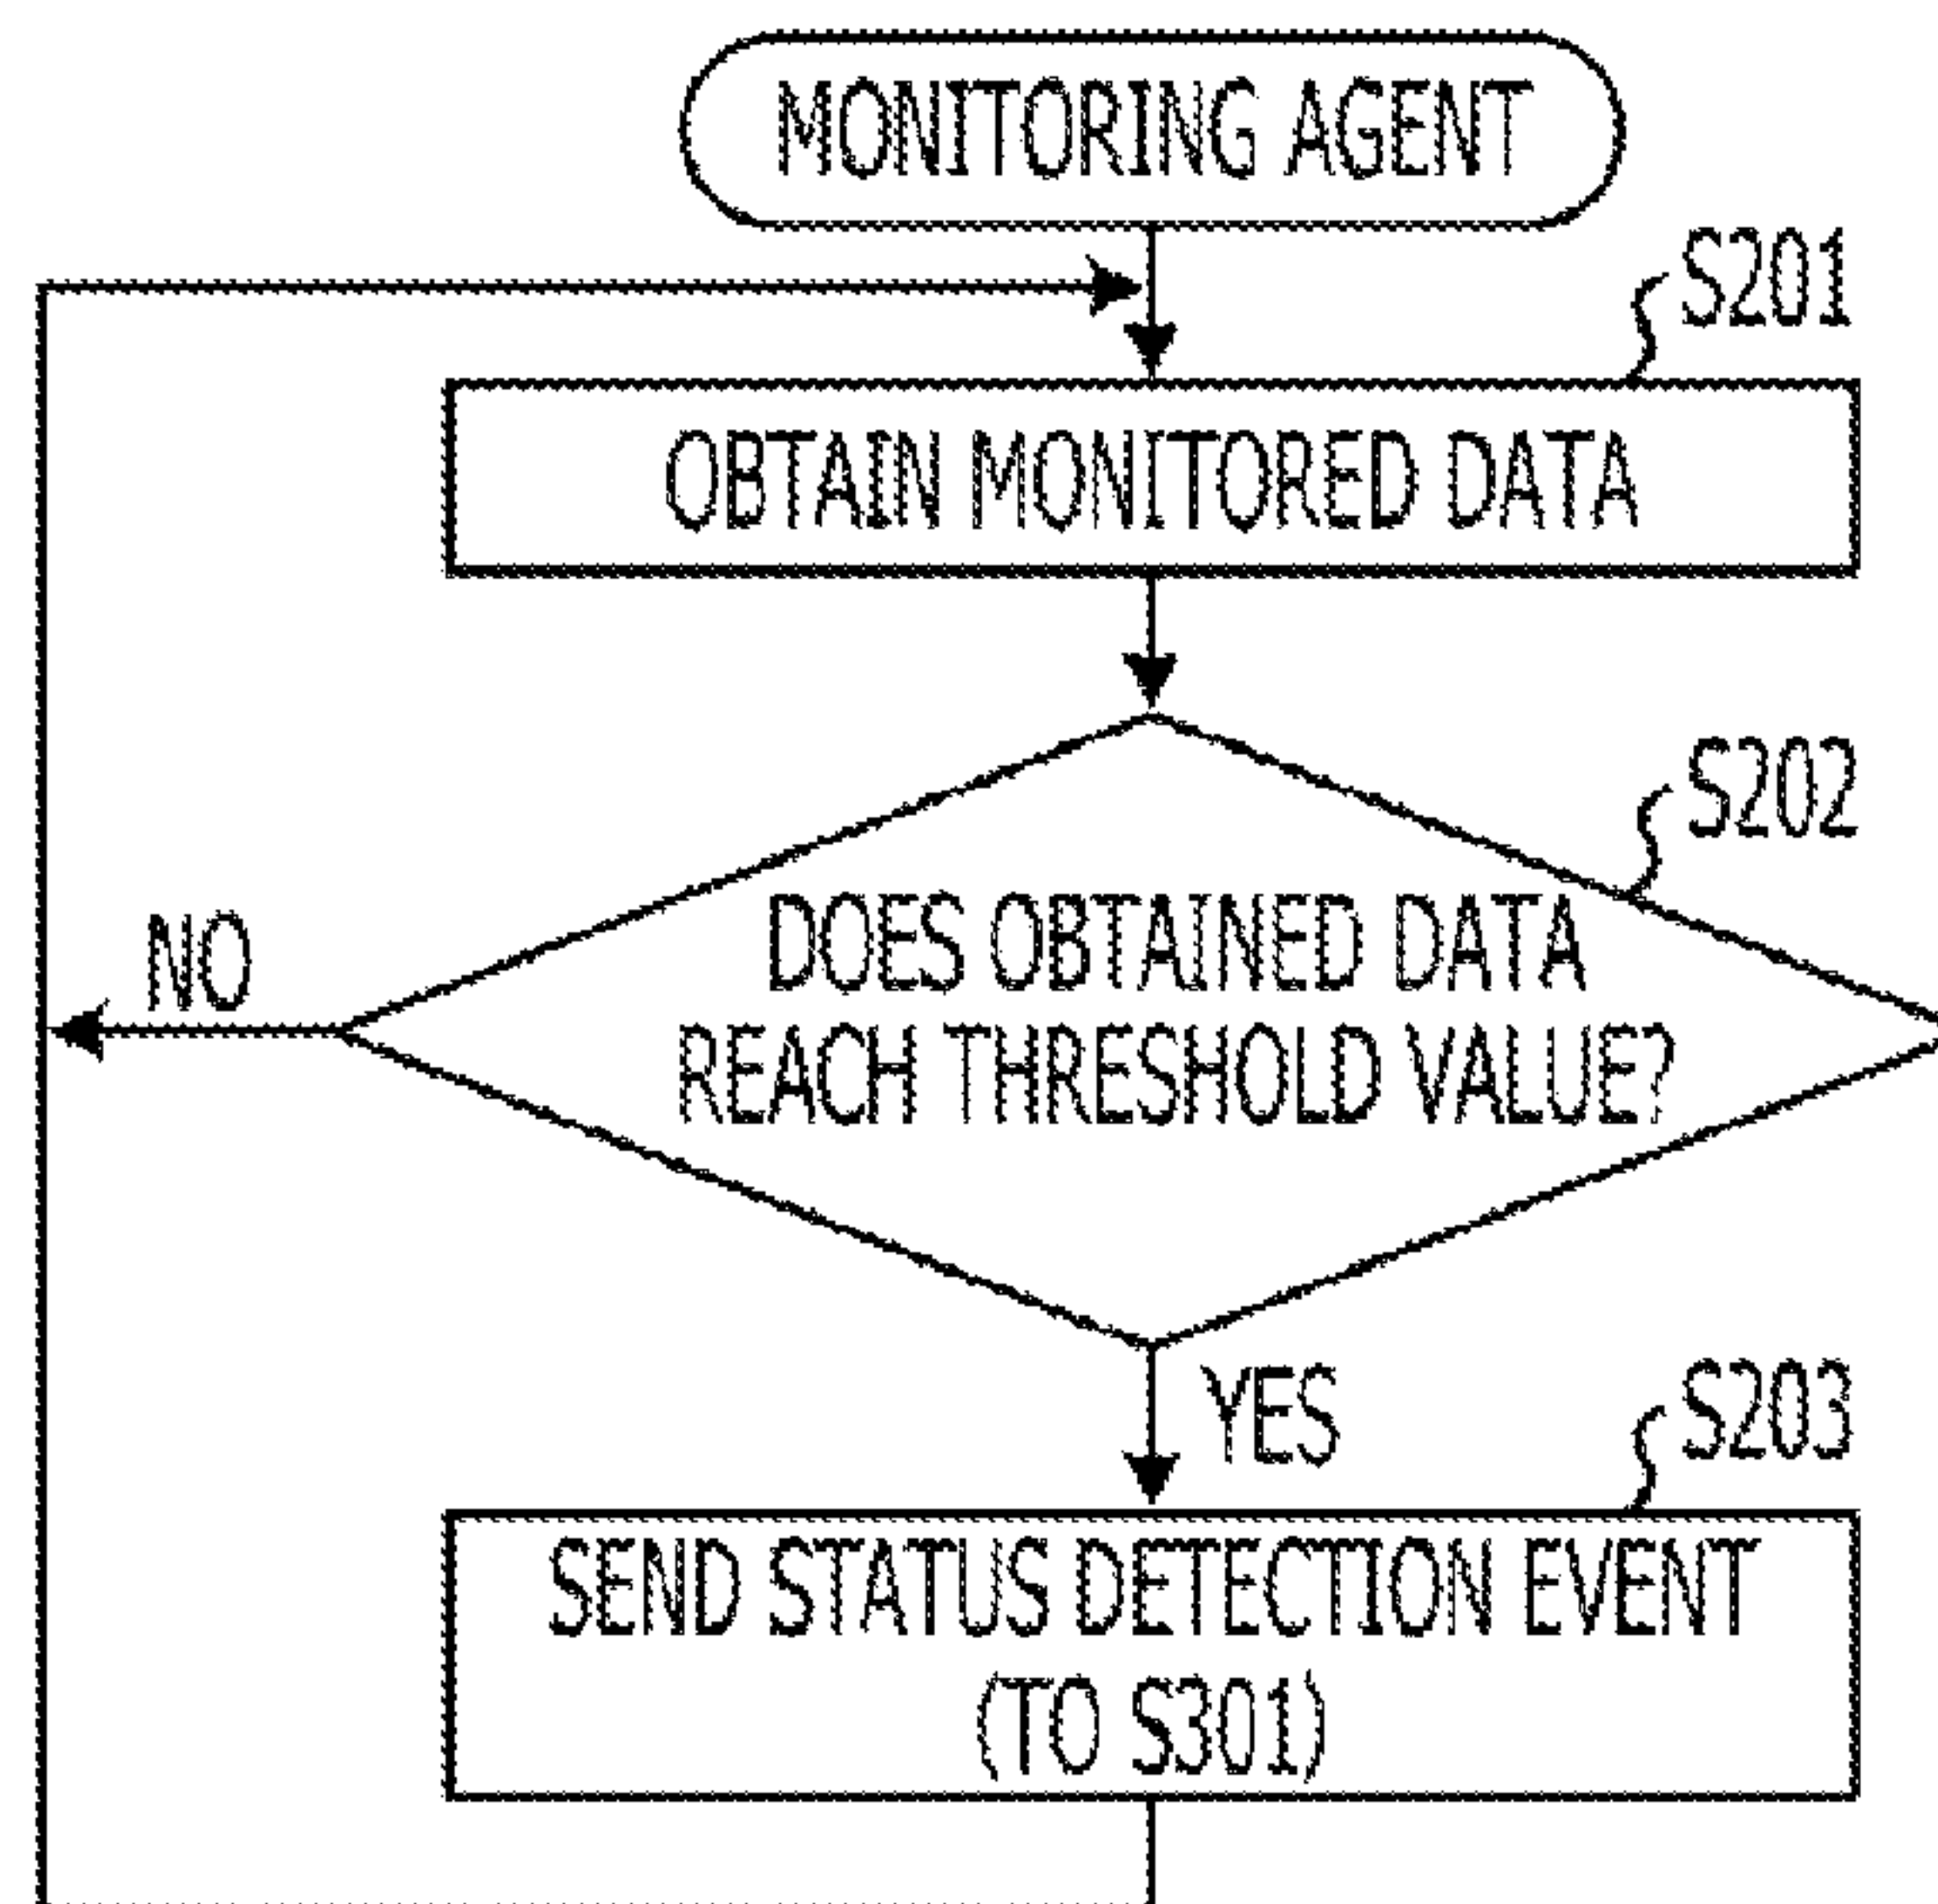 MONITORING AGENT
S201
OBTAIN MONITORED DATA
S202
DOES OBTAINED DATA
REACH THRESHOLD VALUE?
NO
YES
S203
SEND STATUS DETECTION EVENT
(TO S301)